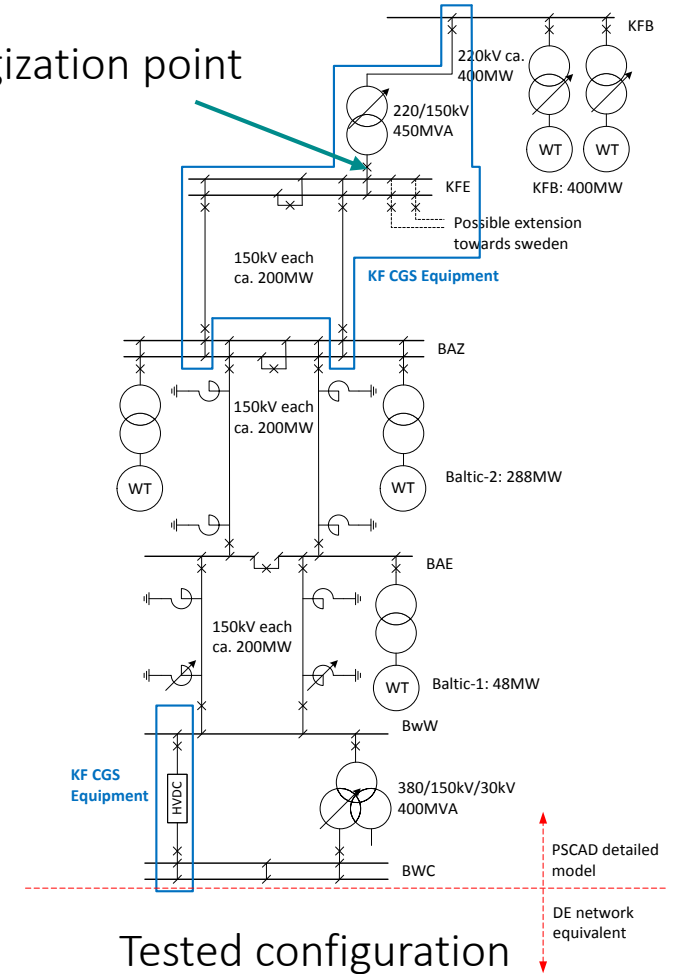 gization point
KFB
220kV ca.
400MW
220/150kV
450MVA
WT
WT
KFE
KFB: 400MW
Possible extension
towards sweden
150kV each
ca. 200MW
KF CGS Equipment
BAZ
150kV each
ca. 200MW
WT
WT
Baltic-2: 288MW
BAE
150kV each
ca. 200MW
WT
Baltic-1: 48MW
BwW
KF CGS
Equipment
HVDC
380/150kV/30kV
400MVA
BWC
PSCAD detailed
model
DE network
equivalent
Tested configuration